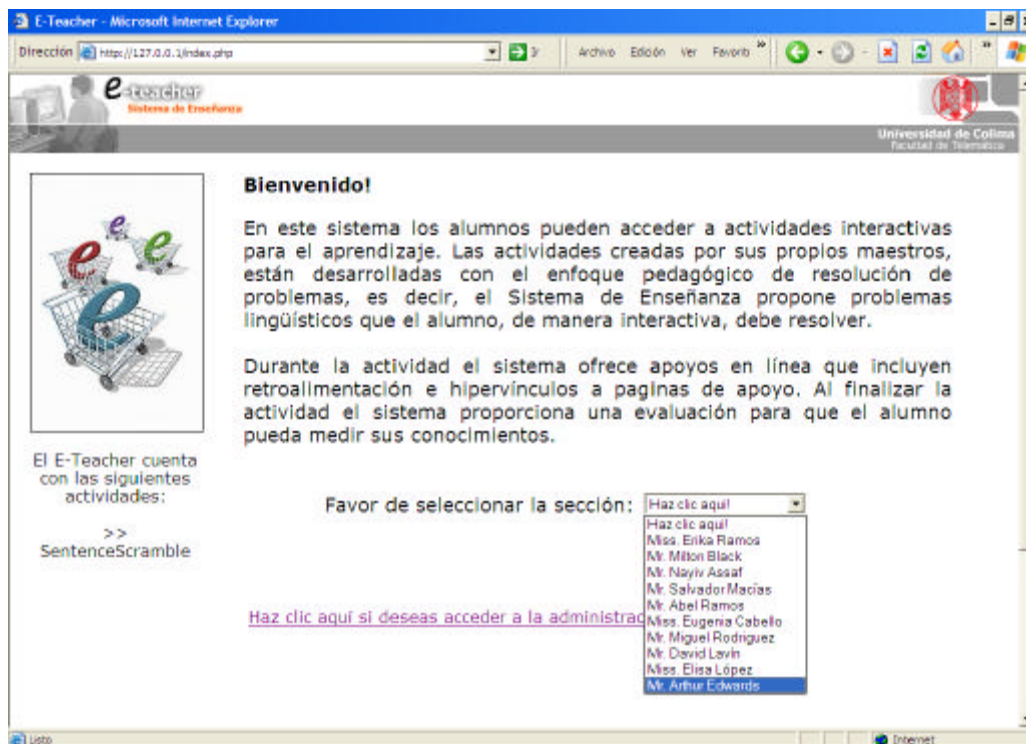 E-Teacher - Microsoft Internet Explorer
Dirección http://127.0.0.1/index.php Ir Archivo Edición Ver Favorito »
e-teacher
Sistema de Enseñanza
Universidad de Colima
Facultad de Telemática
Bienvenido!
En este sistema los alumnos pueden acceder a actividades interactivas
para el aprendizaje. Las actividades creadas por sus propios maestros,
están desarrolladas con el enfoque pedagógico de resolución de
problemas, es decir, el Sistema de Enseñanza propone problemas
lingüísticos que el alumno, de manera interactiva, debe resolver.
Durante la actividad el sistema ofrece apoyos en línea que incluyen
retroalimentación e hipervínculos a paginas de apoyo. Al finalizar la
actividad el sistema proporciona una evaluación para que el alumno
pueda medir sus conocimientos.
El E-Teacher cuenta
con las siguientes
actividades:
>>
SentenceScramble
Favor de seleccionar la sección: Haz clic aqui!
Haz clic aqui!
Miss. Erika Ramos
Mr. Milton Black
Mr. Nayiv Assaf
Mr. Salvador Macías
Mr. Abel Ramos
Miss. Eugenia Cabello
Mr. Miguel Rodriguez
Mr. David Lavín
Miss. Elisa López
Mr. Arthur Edwards
Haz clic aquí si deseas acceder a la administrac
Listo
Internet